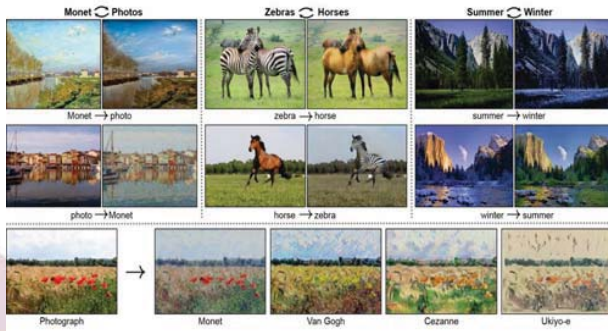 Monet ⟳ Photos
Zebras ⟳ Horses
Summer ⟳ Winter
Monet → photo
zebra → horse
summer → winter
photo → Monet
horse → zebra
winter → summer
Photograph
Monet
Van Gogh
Cezanne
Ukiyo-e